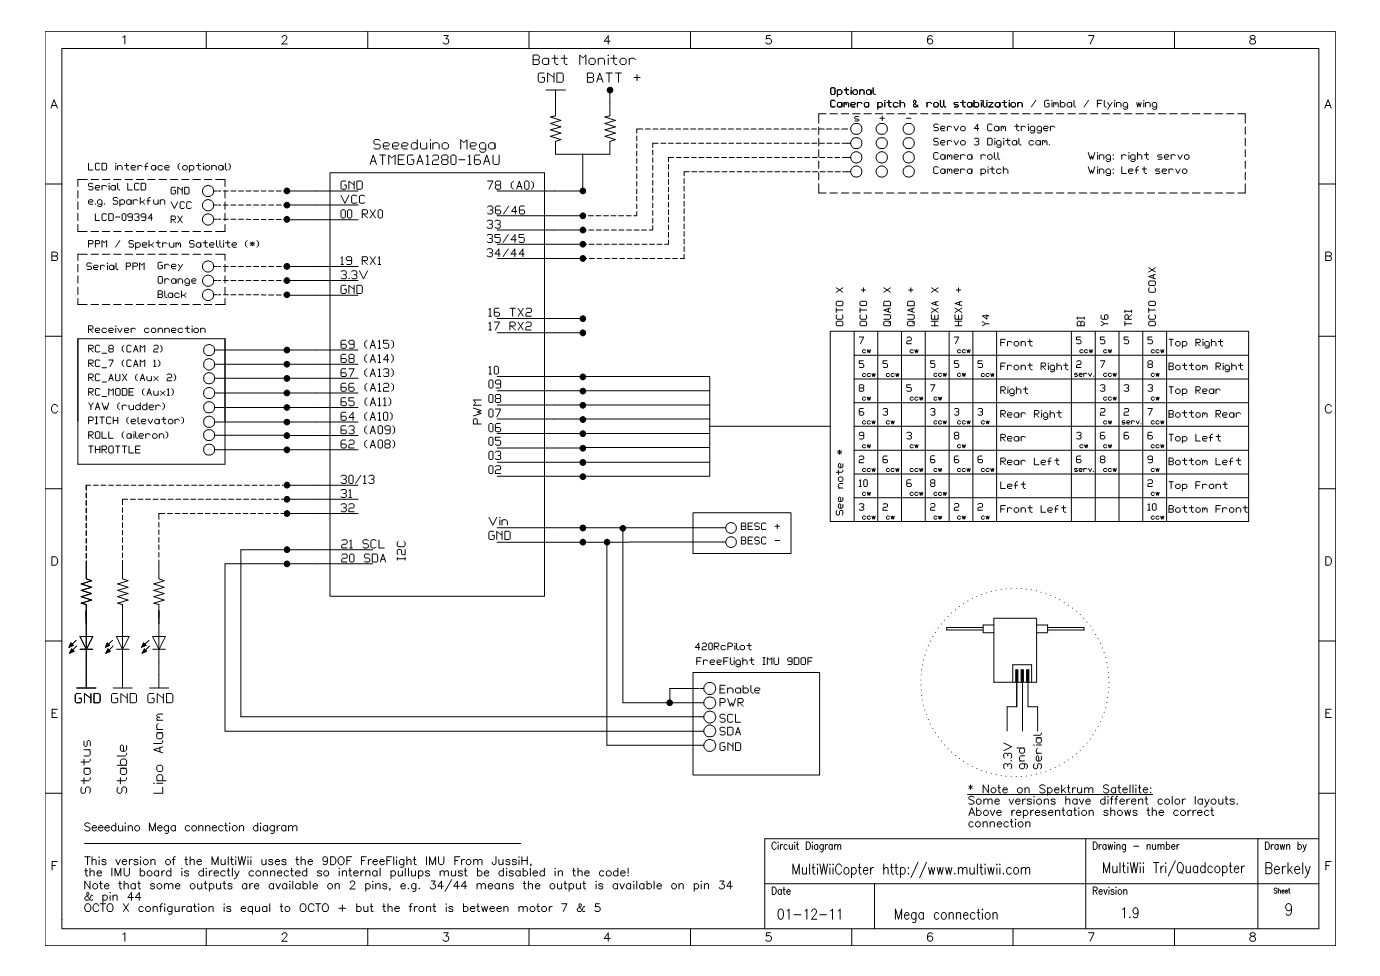 1 2 3 4 5 6 7 8
A
B
C
D
E
F
Batt Monitor
GND BATT +
Seeeduino Mega
ATMEGA1280-16AU
LCD interface (optional)
Serial LCD GND
e.g. Sparkfun VCC
LCD-09394 RX
PPM / Spektrum Satellite (*)
Serial PPM Grey
Orange
Black
Receiver connection
RC_8 (CAM 2)
RC_7 (CAM 1)
RC_AUX (Aux 2)
RC_MODE (Aux1)
YAW (rudder)
PITCH (elevator)
ROLL (aileron)
THROTTLE
GND
VCC
00 RX0
19 RX1
3.3V
GND
69 (A15)
68 (A14)
67 (A13)
66 (A12)
65 (A11)
64 (A10)
63 (A09)
62 (A08)
30/13
31
32
21 SCL
20 SDA
I2C
78 (A0)
36/46
33
35/45
34/44
16 TX2
17 RX2
PWM
10
09
08
07
06
05
03
02
Vin
GND
BESC +
BESC -
GND GND GND
Status
Stable
Lipo Alarm
420RcPilot
FreeFlight IMU 9DOF
Enable
PWR
SCL
SDA
GND
Optional
Camera pitch & roll stabilization / Gimbal / Flying wing
s + -
Servo 4 Cam trigger
Servo 3 Digital cam.
Camera roll Wing: right servo
Camera pitch Wing: Left servo
OCTO X OCTO + QUAD X QUAD + HEXA X HEXA + Y4 BI Y6 TRI OCTO COAX
See note *
7 cw 2 cw 7 ccw Front 5 ccw 5 cw 5 5 ccw Top Right
5 ccw 5 ccw 5 ccw 5 cw 5 ccw Front Right 2 serv. 7 ccw 8 cw Bottom Right
8 cw 5 ccw 7 cw Right 3 ccw 3 3 cw Top Rear
6 ccw 3 cw 3 ccw 3 ccw 3 cw Rear Right 2 cw 2 serv. 7 ccw Bottom Rear
9 cw 3 cw 8 cw Rear 3 cw 6 cw 6 6 ccw Top Left
2 ccw 6 ccw 6 cw 6 cw 6 ccw Rear Left 6 serv. 8 ccw 9 cw Bottom Left
10 cw 6 ccw 8 ccw Left 2 cw Top Front
3 ccw 2 cw 2 cw 2 ccw 2 cw Front Left 10 ccw Bottom Front
3.3V
gnd
Serial
* Note on Spektrum Satellite:
Some versions have different color layouts.
Above representation shows the correct
connection
Seeeduino Mega connection diagram
This version of the MultiWii uses the 9DOF FreeFlight IMU From JussiH,
the IMU board is directly connected so internal pullups must be disabled in the code!
Note that some outputs are available on 2 pins, e.g. 34/44 means the output is available on pin 34
& pin 44
OCTO X configuration is equal to OCTO + but the front is between motor 7 & 5
Circuit Diagram
MultiWiiCopter http://www.multiwii.com
Drawing - number
MultiWii Tri/Quadcopter
Drawn by
Berkely
Date
01-12-11
Mega connection
Revision
1.9
Sheet
9
A
B
C
D
E
F
1 2 3 4 5 6 7 8